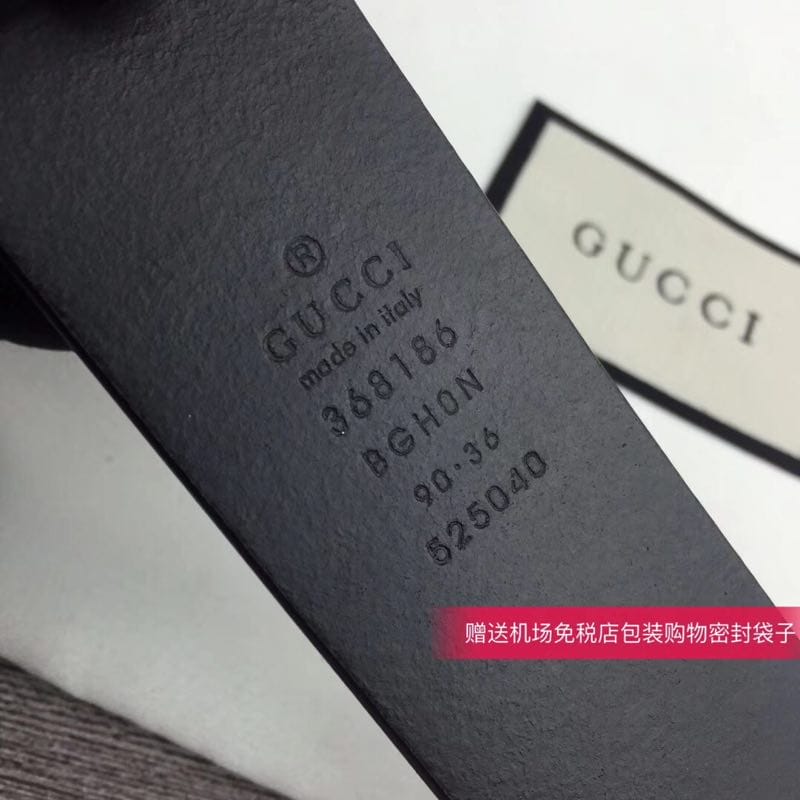 ®
GUCCI
made in italy
368186
BGH0N
90·36
525040
GUCCI
赠送机场免税店包装购物密封袋子